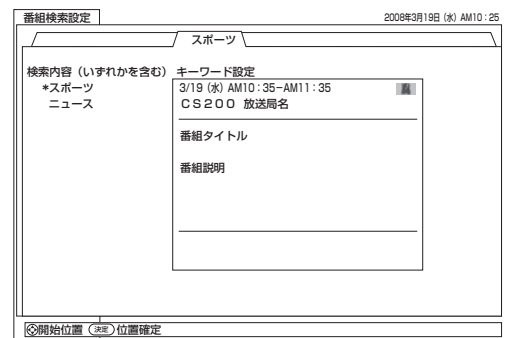 番組検索設定 2008年3月19日 (水) AM10:25
スポーツ
検索内容（いずれかを含む） キーワード設定
*スポーツ
ニュース
3/19 (水) AM10:35-AM11:35
CS200 放送局名
番組タイトル
番組説明
開始位置 決定 位置確定